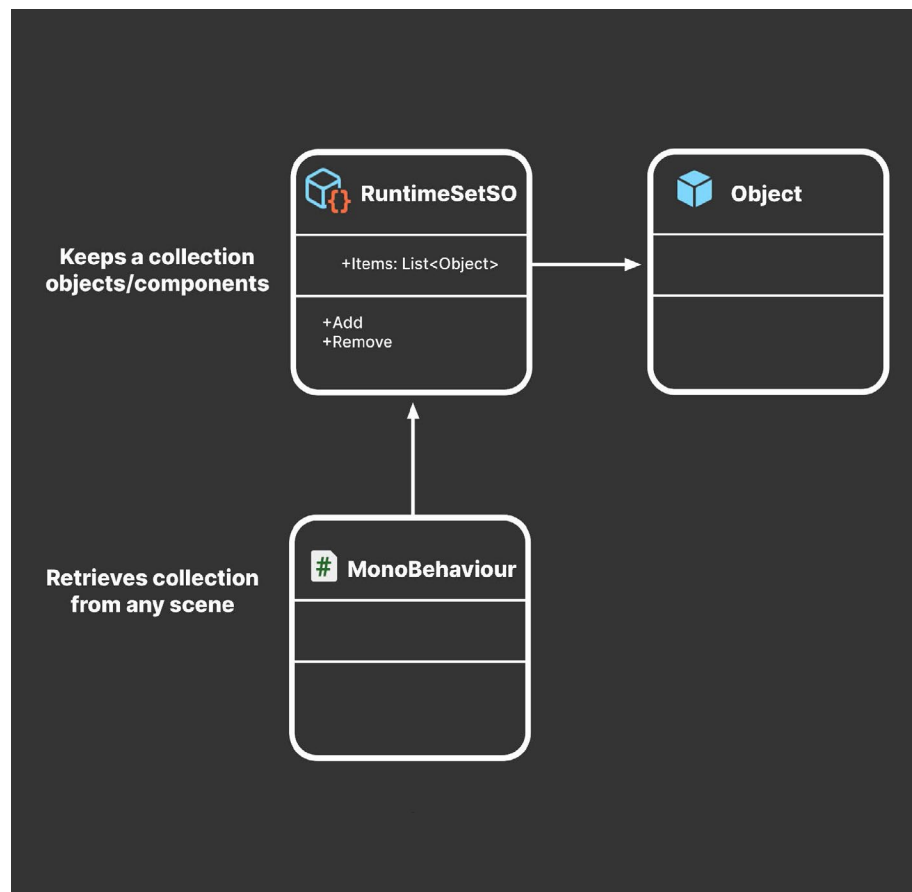 RuntimeSetSO
Object
Keeps a collection
objects/components
+Items: List<Object>
+Add
+Remove
# MonoBehaviour
Retrieves collection
from any scene